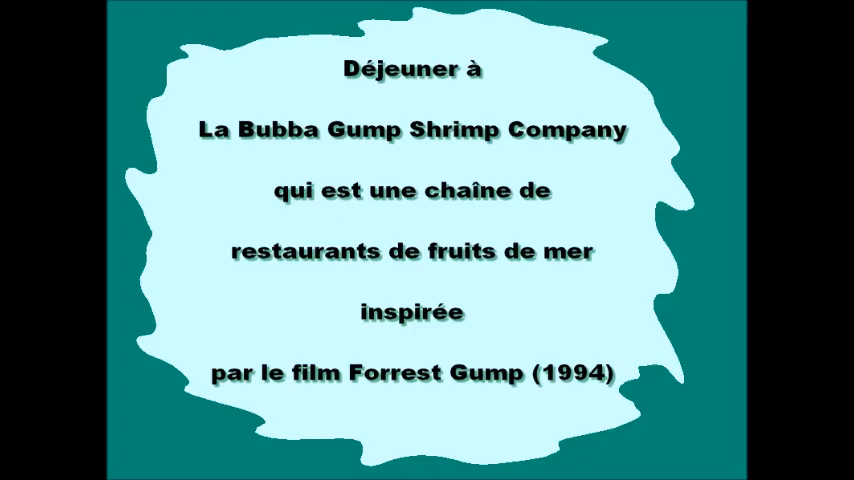 Déjeuner à
La Bubba Gump Shrimp Company
qui est une chaîne de
restaurants de fruits de mer
inspirée
par le film Forrest Gump (1994)